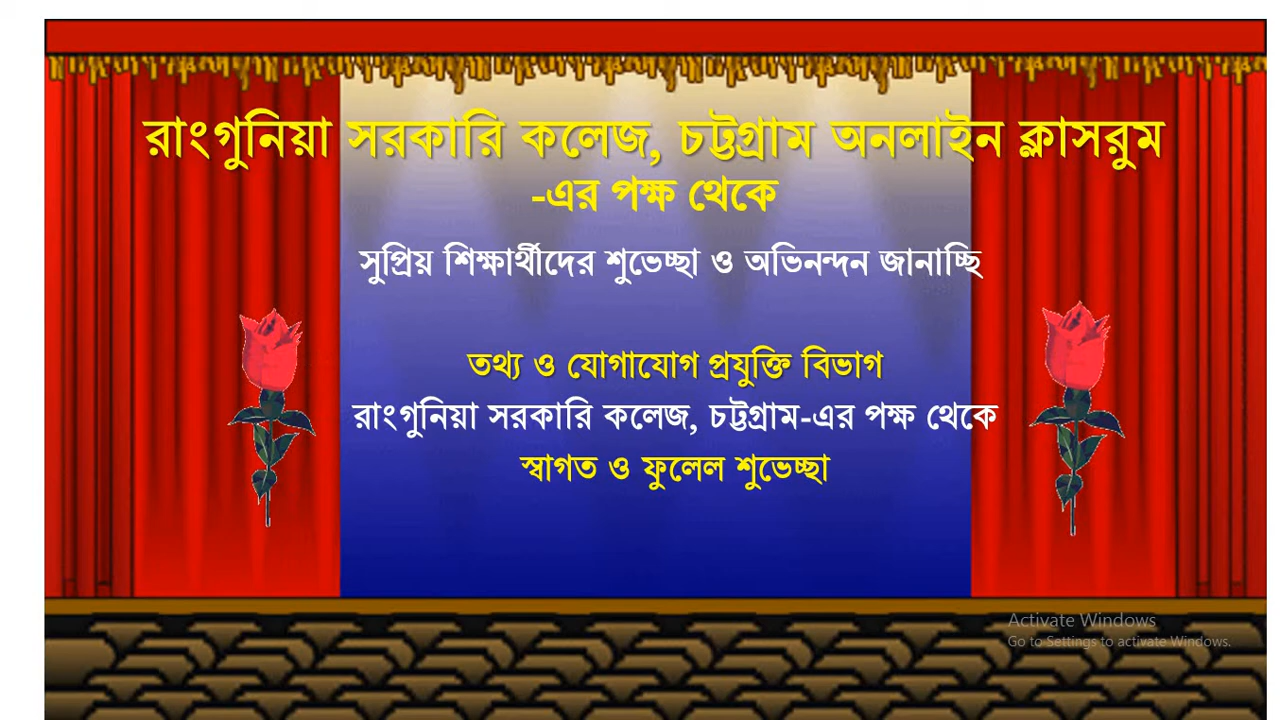 রাংগুনিয়া সরকারি কলেজ, চট্টগ্রাম অনলাইন ক্লাসরুম
-এর পক্ষ থেকে
সুপ্রিয় শিক্ষার্থীদের শুভেচ্ছা ও অভিনন্দন জানাচ্ছি
তথ্য ও যোগাযোগ প্রযুক্তি বিভাগ
রাংগুনিয়া সরকারি কলেজ, চট্টগ্রাম-এর পক্ষ থেকে
স্বাগত ও ফুলেল শুভেচ্ছা
Activate Windows
Go to Settings to activate Windows.